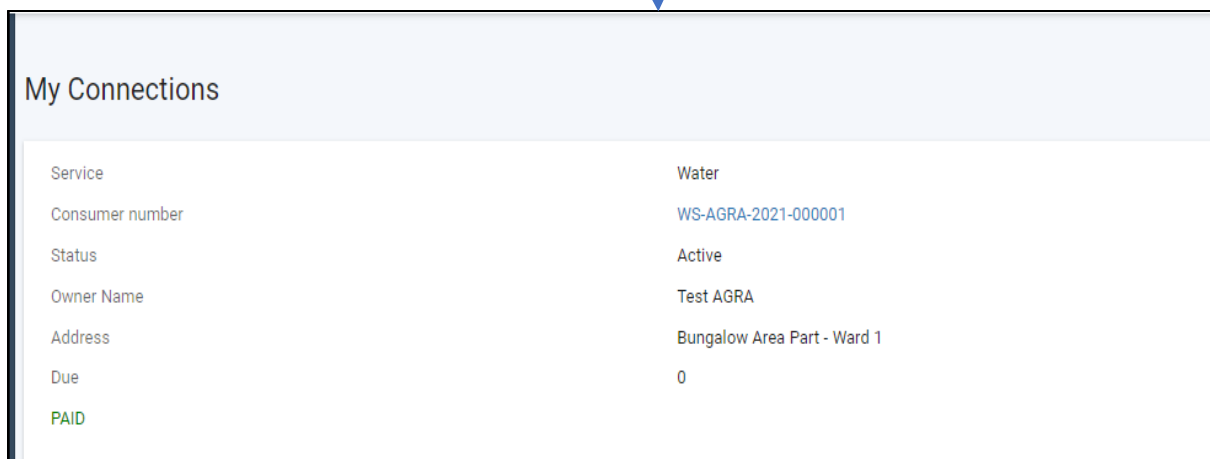 My Connections
Service Water
Consumer number WS-AGRA-2021-000001
Status Active
Owner Name Test AGRA
Address Bungalow Area Part - Ward 1
Due 0
PAID